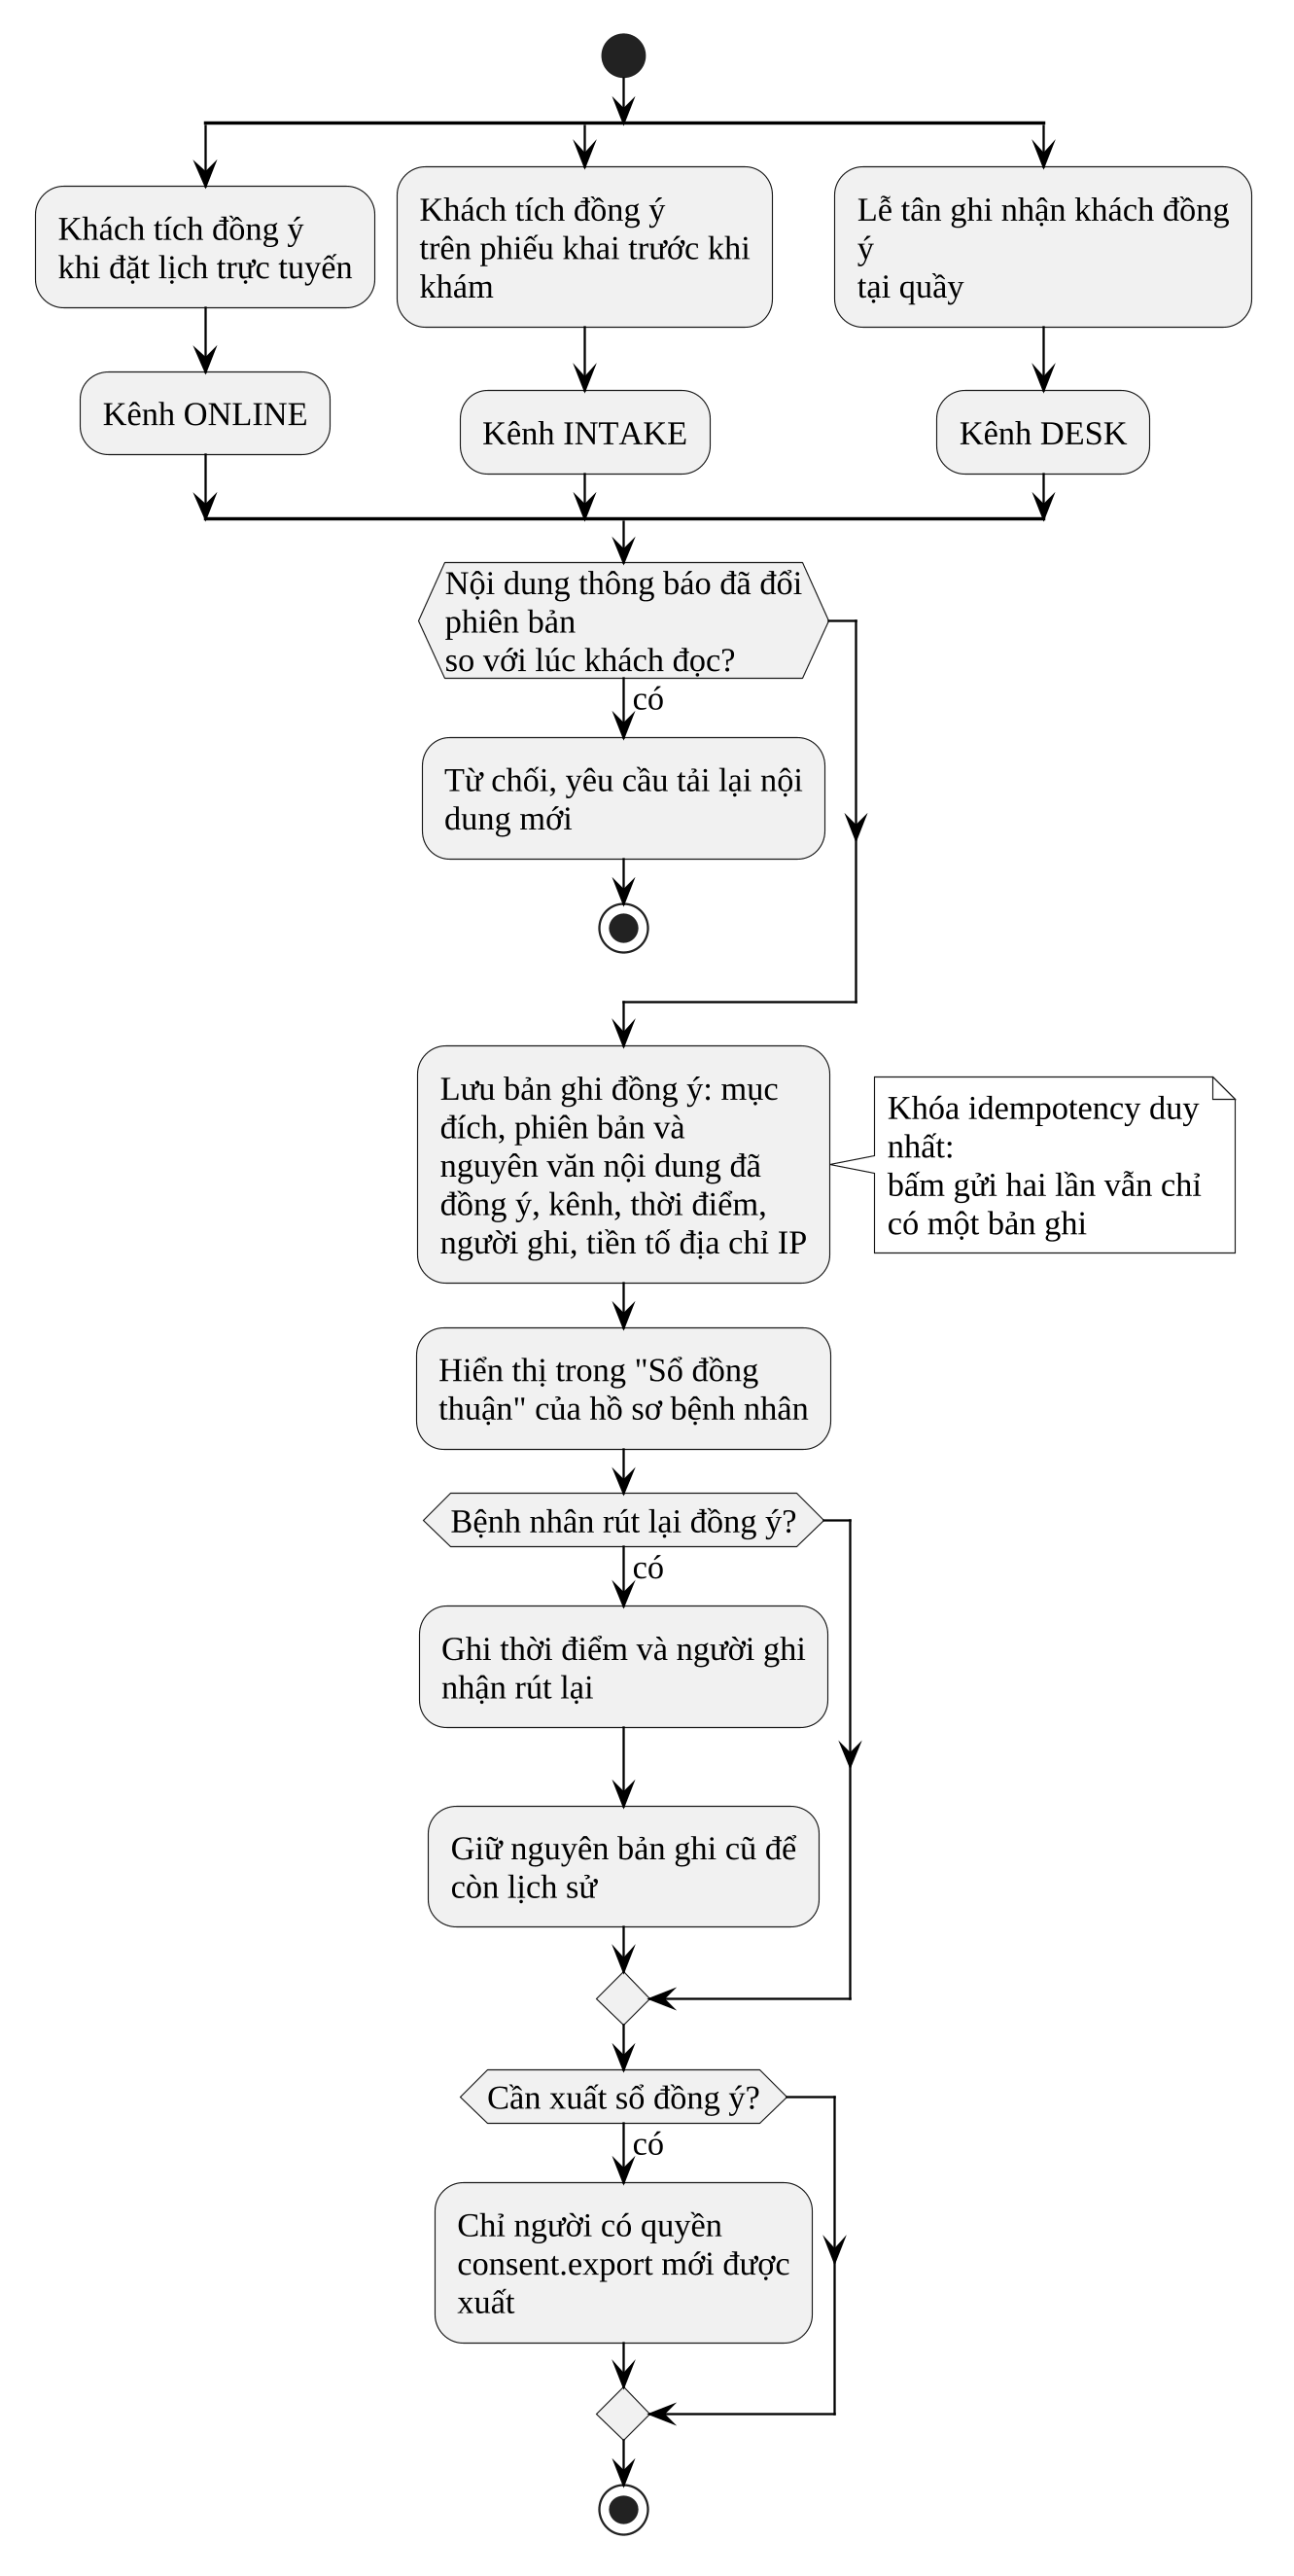 Khách tích đồng ý
khi đặt lịch trực tuyến
Khách tích đồng ý
trên phiếu khai trước khi
khám
Lễ tân ghi nhận khách đồng
ý
tại quầy
Kênh ONLINE
Kênh INTAKE
Kênh DESK
Nội dung thông báo đã đổi
phiên bản
so với lúc khách đọc?
có
Từ chối, yêu cầu tải lại nội
dung mới
Lưu bản ghi đồng ý: mục
đích, phiên bản và
nguyên văn nội dung đã
đồng ý, kênh, thời điểm,
người ghi, tiền tố địa chỉ IP
Khóa idempotency duy
nhất:
bấm gửi hai lần vẫn chỉ
có một bản ghi
Hiển thị trong "Sổ đồng
thuận" của hồ sơ bệnh nhân
Bệnh nhân rút lại đồng ý?
có
Ghi thời điểm và người ghi
nhận rút lại
Giữ nguyên bản ghi cũ để
còn lịch sử
Cần xuất sổ đồng ý?
có
Chỉ người có quyền
consent.export mới được
xuất